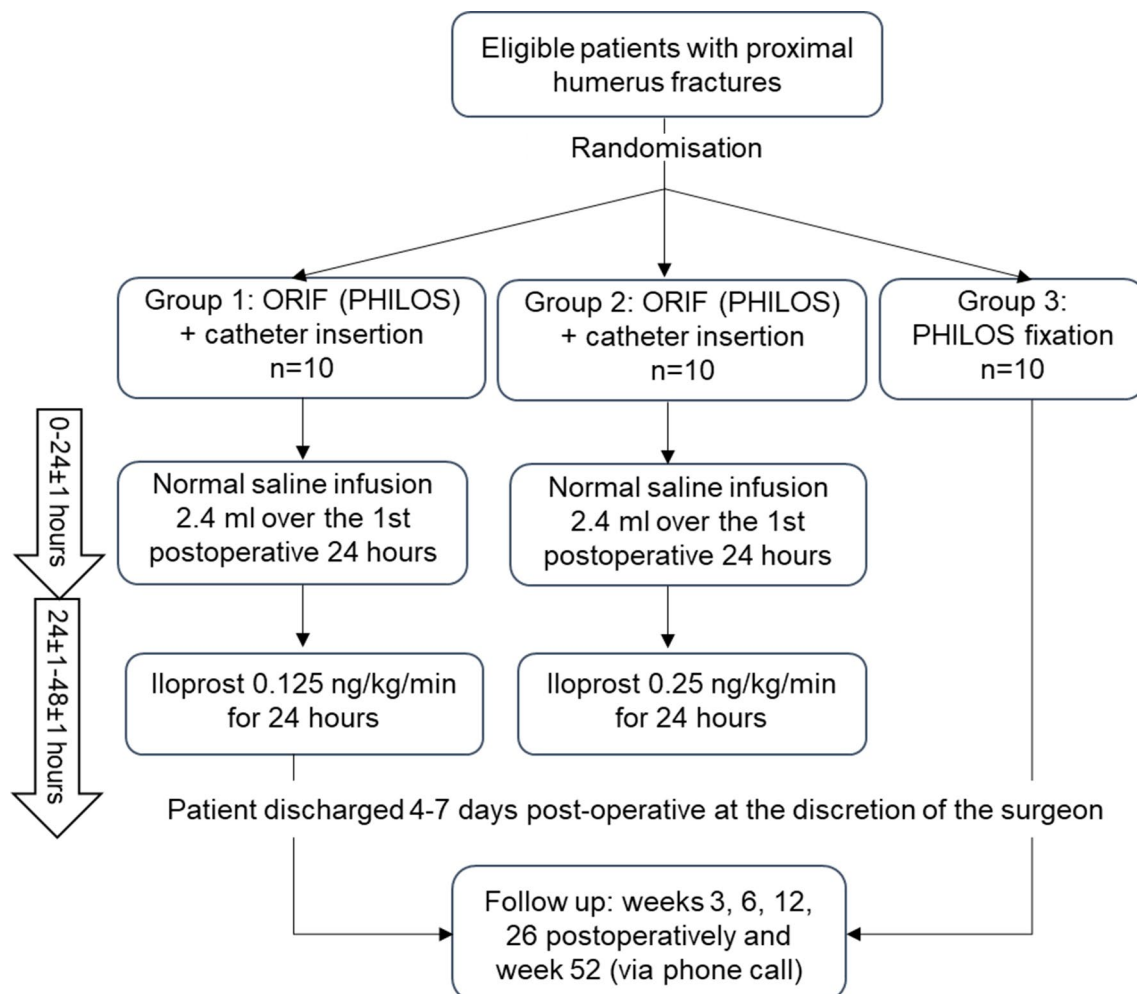 Eligible patients with proximal
humerus fractures
Randomisation
Group 1: ORIF (PHILOS)
+ catheter insertion
n=10
Group 2: ORIF (PHILOS)
+ catheter insertion
n=10
Group 3:
PHILOS fixation
n=10
0-24±1 hours
Normal saline infusion
2.4 ml over the 1st
postoperative 24 hours
Normal saline infusion
2.4 ml over the 1st
postoperative 24 hours
24±1-48±1 hours
Iloprost 0.125 ng/kg/min
for 24 hours
Iloprost 0.25 ng/kg/min
for 24 hours
Patient discharged 4-7 days post-operative at the discretion of the surgeon
Follow up: weeks 3, 6, 12,
26 postoperatively and
week 52 (via phone call)